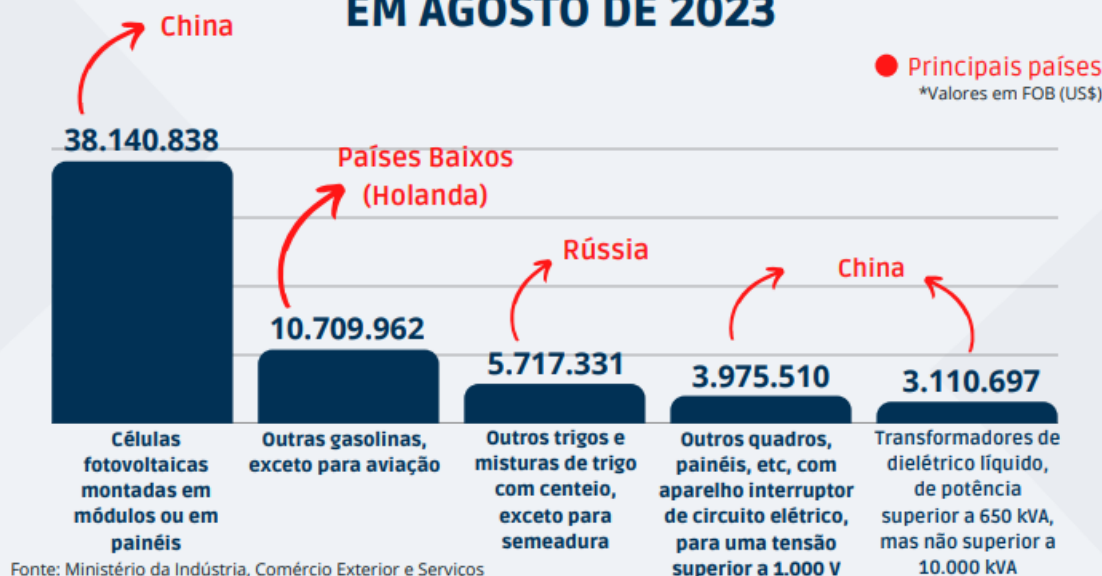 EM AGOSTO DE 2023
China
Principais países
*Valores em FOB (US$)
38.140.838
Países Baixos
(Holanda)
Rússia
China
10.709.962
5.717.331
3.975.510
3.110.697
Células
fotovoltaicas
montadas em
módulos ou em
painéis
Outras gasolinas,
exceto para aviação
Outros trigos e
misturas de trigo
com centeio,
exceto para
semeadura
Outros quadros,
painéis, etc, com
aparelho interruptor
de circuito elétrico,
para uma tensão
superior a 1.000 V
Transformadores de
dielétrico líquido,
de potência
superior a 650 kVA,
mas não superior a
10.000 kVA
Fonte: Ministério da Indústria, Comércio Exterior e Serviços